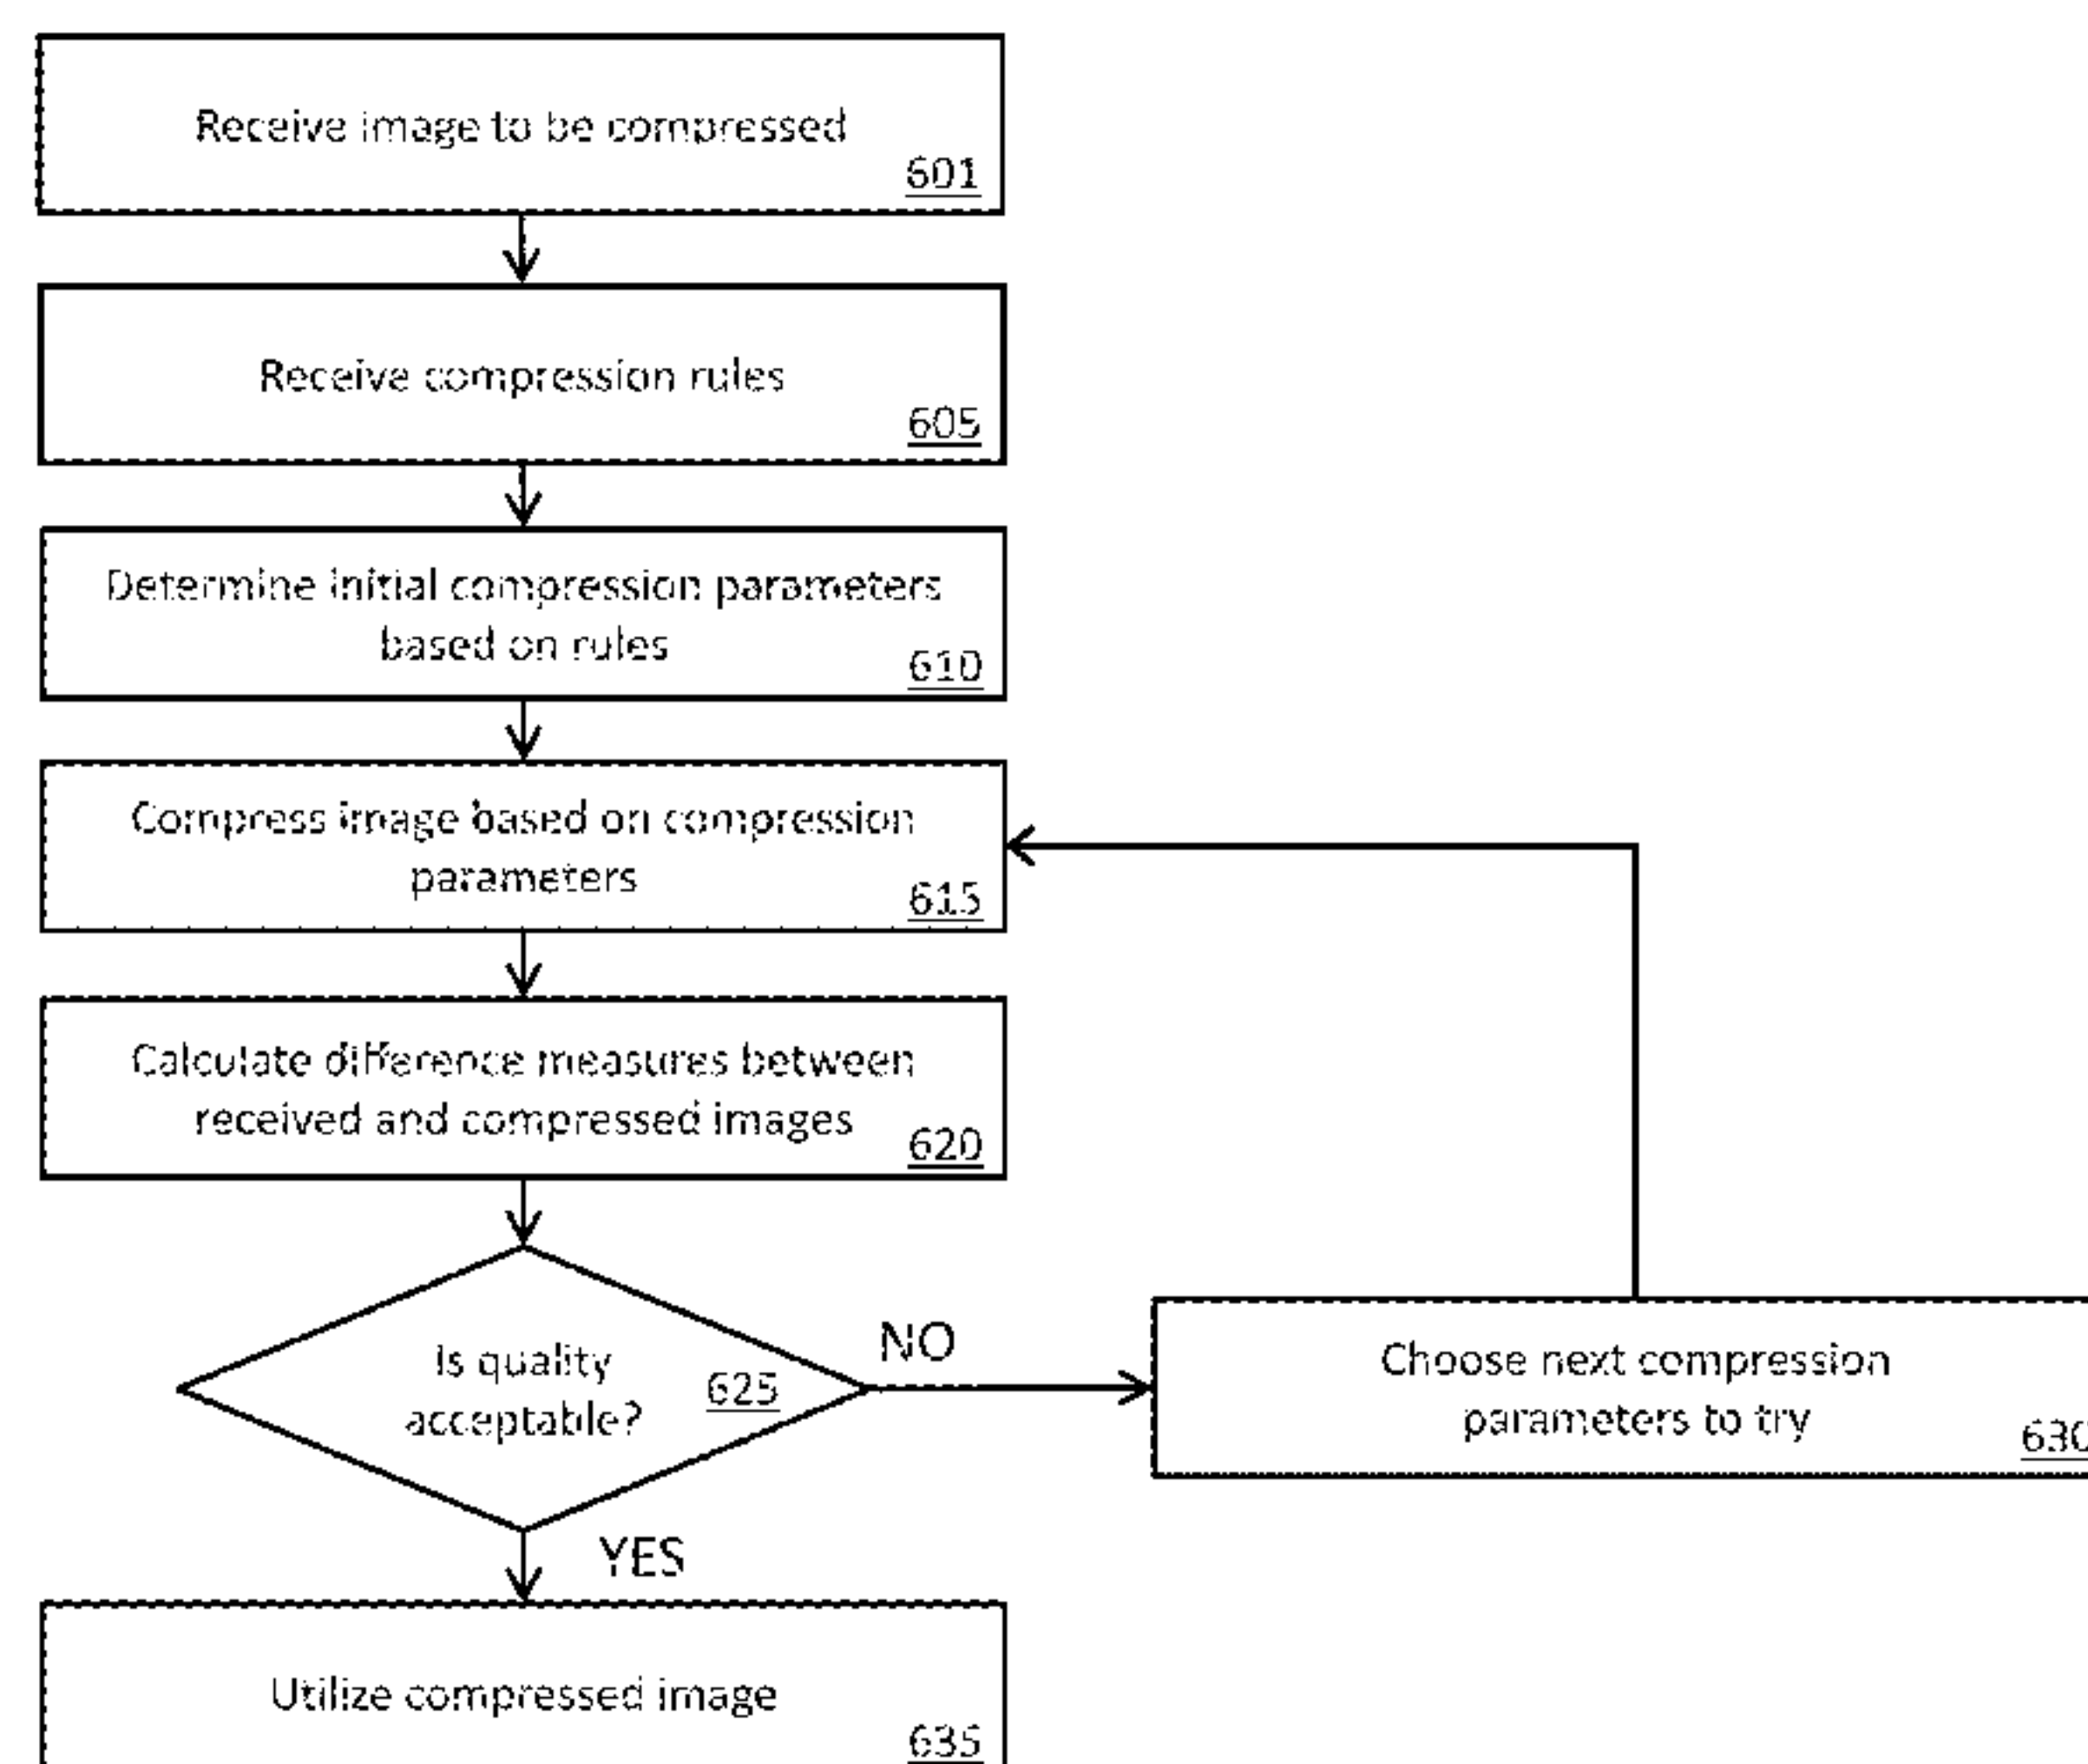 Receive image to be compressed
601
Receive compression rules
605
Determine initial compression parameters
based on rules
610
Compress image based on compression
parameters
615
Calculate difference measures between
received and compressed images
620
Is quality
acceptable?
625
NO
Choose next compression
parameters to try
630
YES
Utilize compressed image
635